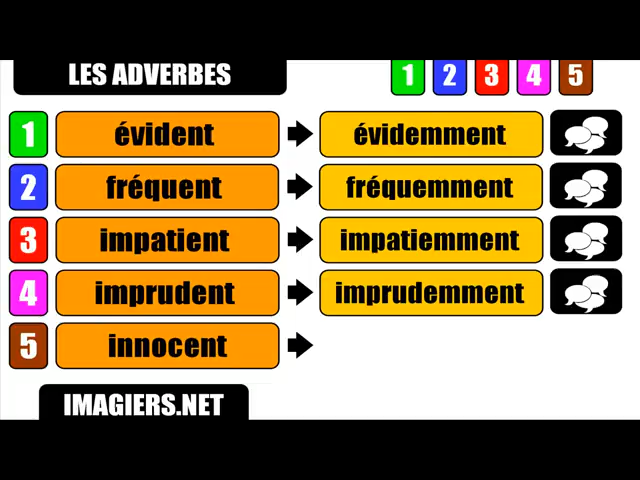 LES ADVERBES
1 2 3 4 5
1 évident évidemment
2 fréquent fréquemment
3 impatient impatiemment
4 imprudent imprudemment
5 innocent
IMAGIERS.NET